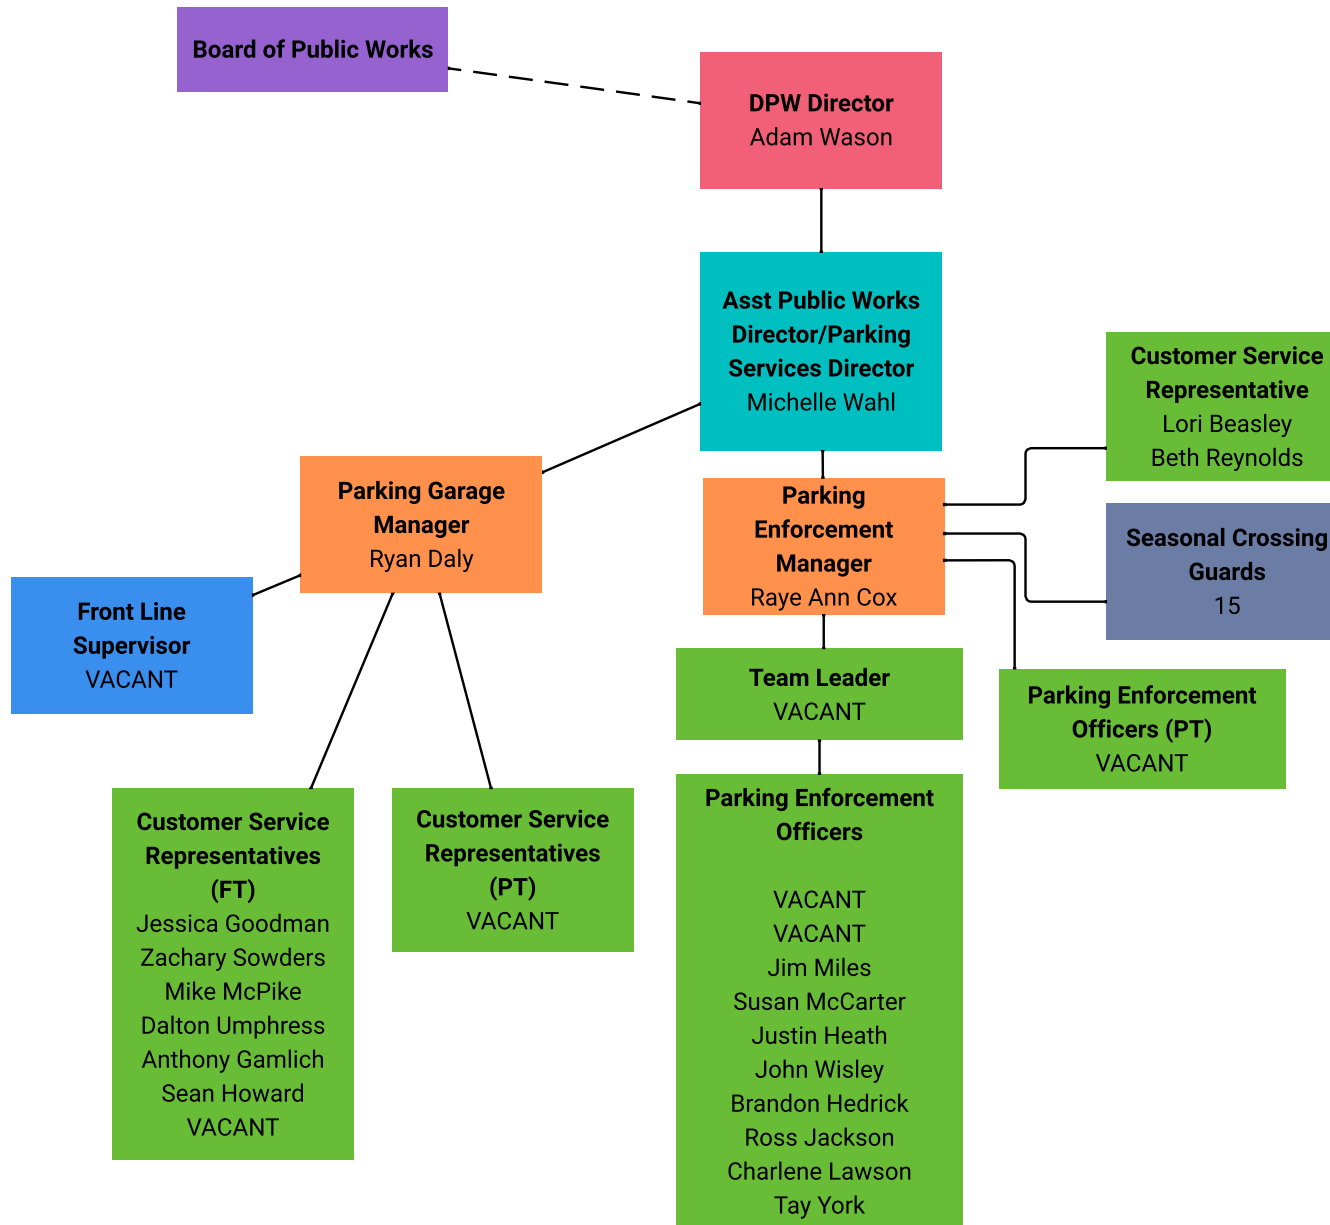 Board of Public Works
DPW Director
Adam Wason
Asst Public Works
Director/Parking
Services Director
Michelle Wahl
Customer Service
Representative
Lori Beasley
Beth Reynolds
Parking Garage
Manager
Ryan Daly
Parking
Enforcement
Manager
Raye Ann Cox
Seasonal Crossing
Guards
15
Front Line
Supervisor
VACANT
Team Leader
VACANT
Parking Enforcement
Officers (PT)
VACANT
Customer Service
Representatives
(FT)
Jessica Goodman
Zachary Sowders
Mike McPike
Dalton Umphress
Anthony Gamlich
Sean Howard
VACANT
Customer Service
Representatives
(PT)
VACANT
Parking Enforcement
Officers
VACANT
VACANT
Jim Miles
Susan McCarter
Justin Heath
John Wisley
Brandon Hedrick
Ross Jackson
Charlene Lawson
Tay York